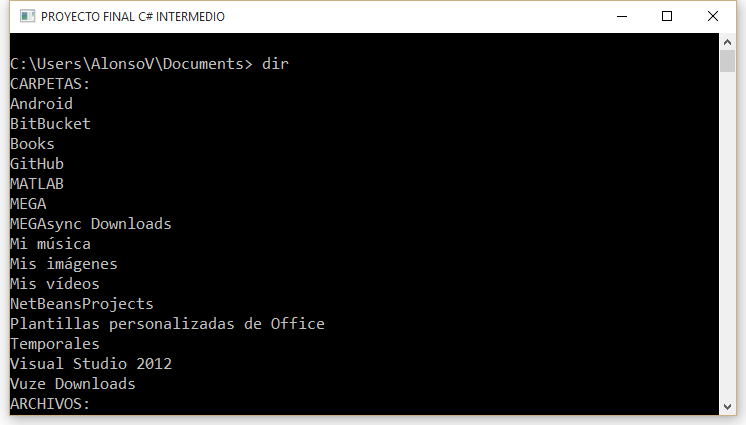 PROYECTO FINAL C# INTERMEDIO
C:\Users\AlonsoV\Documents> dir
CARPETAS:
Android
BitBucket
Books
GitHub
MATLAB
MEGA
MEGAsync Downloads
Mi música
Mis imágenes
Mis vídeos
NetBeansProjects
Plantillas personalizadas de Office
Temporales
Visual Studio 2012
Vuze Downloads
ARCHIVOS: